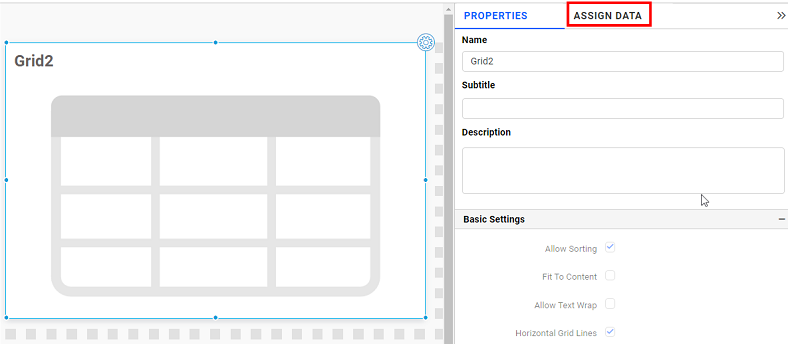 PROPERTIES ASSIGN DATA
Grid2
Name
Grid2
Subtitle
Description
Basic Settings
Allow Sorting
Fit To Content
Allow Text Wrap
Horizontal Grid Lines